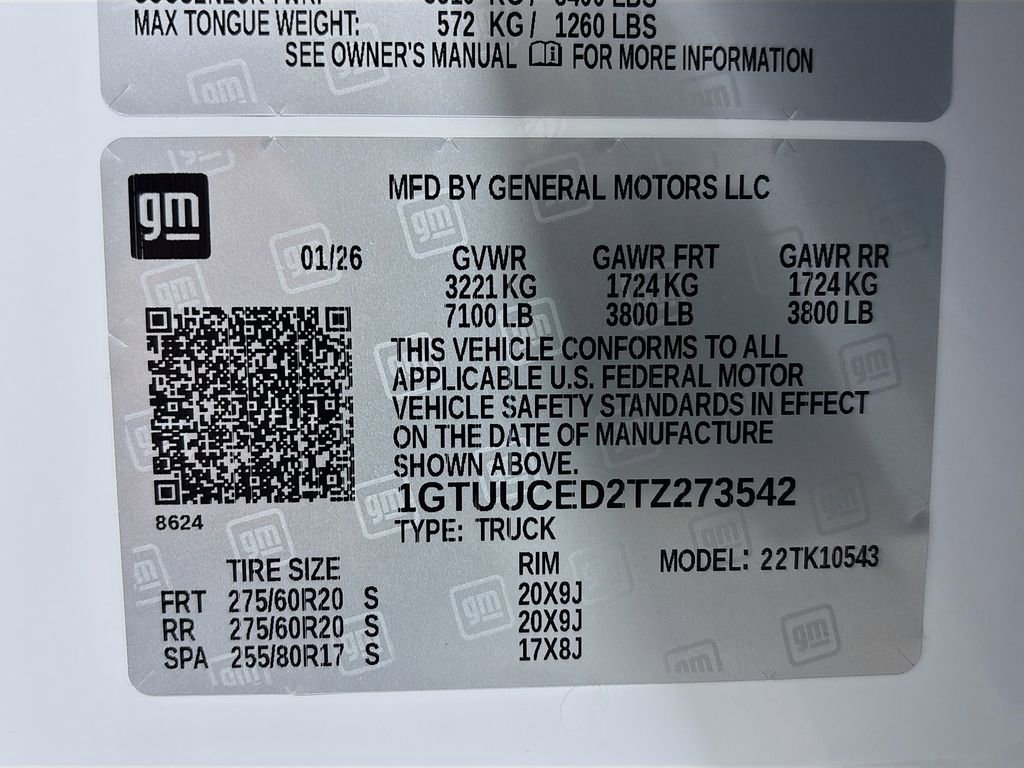 MAX TONGUE WEIGHT: 572 KG / 1260 LBS
SEE OWNER'S MANUAL FOR MORE INFORMATION
gm
MFD BY GENERAL MOTORS LLC
01/26 GVWR GAWR FRT GAWR RR
3221 KG 1724 KG 1724 KG
7100 LB 3800 LB 3800 LB
THIS VEHICLE CONFORMS TO ALL
APPLICABLE U.S. FEDERAL MOTOR
VEHICLE SAFETY STANDARDS IN EFFECT
ON THE DATE OF MANUFACTURE
SHOWN ABOVE.
1GTUUCED2TZ273542
8624
TYPE: TRUCK
TIRE SIZE RIM MODEL: 22TK10543
FRT 275/60R20 S 20X9J
RR 275/60R20 S 20X9J
SPA 255/80R17 S 17X8J